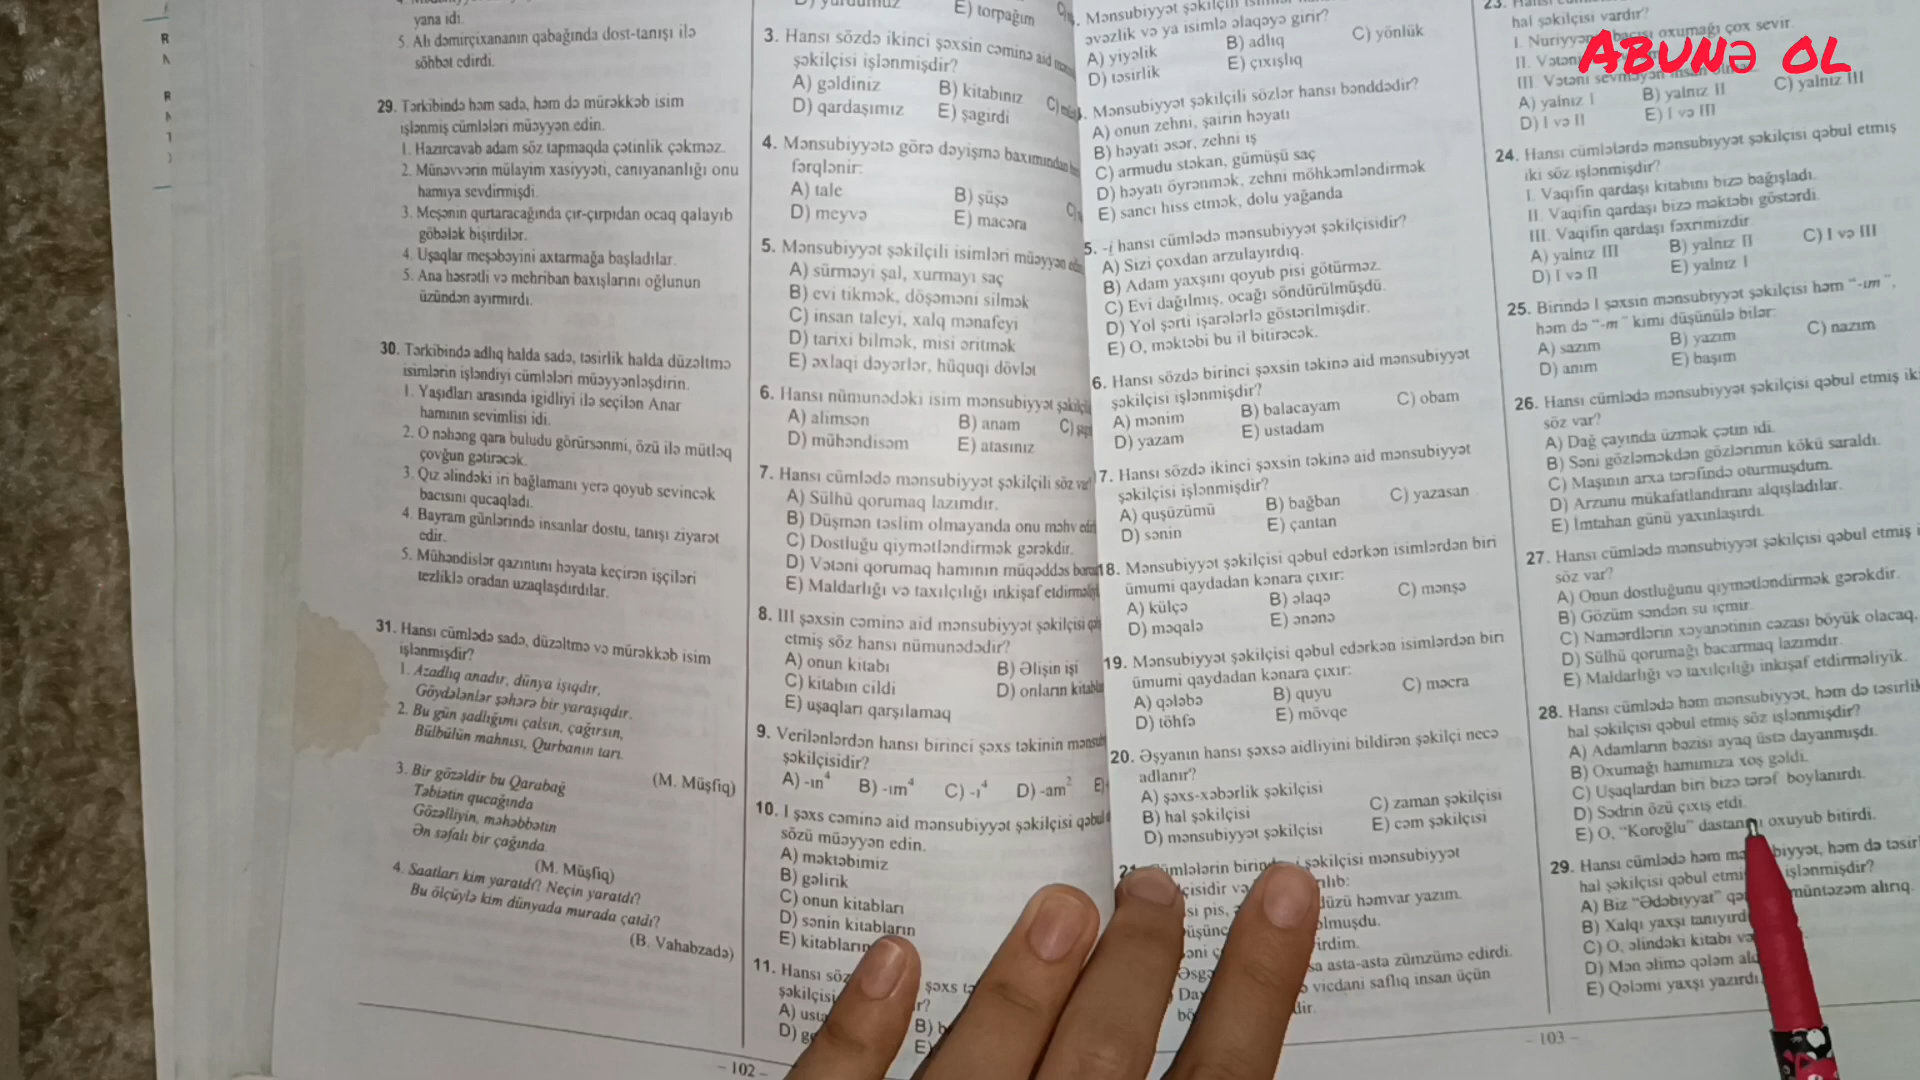 yana idi.
5. Ah dəmirçixananın qabağında dost-tanışı ilə
söhbət edirdi.
29. Tərkibində həm sadə, həm də mürəkkəb isim
işlənmiş cümlələri müəyyən edin.
1. Hazırcavab adam söz tapmaqda çətinlik çəkməz.
2. Münəvvərin mülayim xasiyyəti, canıyananlığı onu
hamıya sevdirmişdi.
3. Meşənin qurtaracağında çır-çırpıdan ocaq qalayıb
göbələk bişirdilər.
4. Uşaqlar meşəbəyini axtarmağa başladılar.
5. Ana həsrətli və mehriban baxışlarını oğlunun
üzündən ayırmırdı.
30. Tərkibində adlıq halda sadə, təsirlik halda düzəltmə
isimlərin işləndiyi cümlələri müəyyənləşdirin.
1. Yaşıdları arasında igidliyi ilə seçilən Anar
hamının sevimlisi idi.
2. O nəhəng qara buludu görürsənmi, özü ilə mütləq
çovğun gətirəcək.
3. Qız əlindəki iri bağlamanı yerə qoyub sevincək
bacısını qucaqladı.
4. Bayram günlərində insanlar dostu, tanışı ziyarət
edir.
5. Mühəndislər qazıntını həyata keçirən işçiləri
tezliklə oradan uzaqlaşdırdılar.
31. Hansı cümlədə sadə, düzəltmə və mürəkkəb isim
işlənmişdir?
1. Azadlıq anadır, dünya işıqdır,
Göydələnlər şəhərə bir yaraşıqdır.
2. Bu gün şadlığımı çalsın, çağırsın,
Bülbülün mahnısı, Qurbanın tarı.
(M. Müşfiq)
3. Bir gözəldir bu Qarabağ
Təbiətin qucağında
Gözəlliyin, məhəbbətin
Ən səfalı bir çağında.
(M. Müşfiq)
4. Saatları kim yaratdı? Neçin yaratdı?
Bu ölçüylə kim dünyada murada çatdı?
(B. Vahabzadə)
E) torpağım
3. Hansı sözdə ikinci şəxsin cəminə aid
şəkilçisi işlənmişdir?
A) gəldiniz
B) kitabınız
D) qardaşımız
E) şagirdi
4. Mənsubiyyətə görə dəyişmə baxımından
fərqlənir:
A) tale
B) şüşə
D) meyvə
E) macəra
5. Mənsubiyyət şəkilçili isimləri müəyyən
A) sürməyi şal, xurmayı saç
B) evi tikmək, döşəməni silmək
C) insan taleyi, xalq mənafeyi
D) tarixi bilmək, misi əritmək
E) əxlaqi dəyərlər, hüquqi dövlət
6. Hansı nümunədəki isim mənsubiyyət
A) alimsən
B) anam
D) mühəndisəm
E) atasınız
7. Hansı cümlədə mənsubiyyət şəkilçili söz
A) Sülhü qorumaq lazımdır.
B) Düşmən təslim olmayanda onu məhv
C) Dostluğu qiymətləndirmək gərəkdir.
D) Vətəni qorumaq hamının müqəddəs
E) Maldarlığı və taxılçılığı inkişaf
8. III şəxsin cəminə aid mənsubiyyət şəkilçisi
etmiş söz hansı nümunədədir?
A) onun kitabı
B) Əlişin işi
C) kitabın cildi
D) onların
E) uşaqları qarşılamaq
9. Verilənlərdən hansı birinci şəxs təkinin
şəkilçisidir?
A) -ın⁴ B) -ım⁴ C) -ı⁴ D) -am²
10. I şəxs cəminə aid mənsubiyyət şəkilçisi
sözü müəyyən edin.
A) məktəbimiz
B) gəlirik
C) onun kitabları
D) sənin kitabların
E)
11. Hansı
şəxs
– 102 –
Mənsubiyyət
əvəzlik və ya isimlə əlaqəyə girir?
A) yiyəlik
B) adlıq
C) yönlük
D) təsirlik
E) çıxışlıq
Mənsubiyyət şəkilçili sözlər hansı bənddədir?
A) onun zehni, şairin həyatı
B) həyati əsər, zehni iş
C) armudu stəkan, gümüşü saç
D) həyatı öyrənmək, zehni möhkəmləndirmək
E) sancı hiss etmək, dolu yağanda
5. -i hansı cümlədə mənsubiyyət şəkilçisidir?
A) Sizi çoxdan arzulayırdıq.
B) Adam yaxşını qoyub pisi götürməz.
C) Evi dağılmış, ocağı söndürülmüşdü.
D) Yol şərti işarələrlə göstərilmişdir.
E) O, məktəbi bu il bitirəcək.
6. Hansı sözdə birinci şəxsin təkinə aid mənsubiyyət
şəkilçisi işlənmişdir?
A) mənim
B) balacayam
C) obam
D) yazam
E) ustadam
17. Hansı sözdə ikinci şəxsin təkinə aid mənsubiyyət
şəkilçisi işlənmişdir?
A) quşüzümü
B) bağban
C) yazasan
D) sənin
E) çantan
18. Mənsubiyyət şəkilçisi qəbul edərkən isimlərdən biri
ümumi qaydadan kənara çıxır:
A) külçə
B) əlaqə
C) mənşə
D) məqalə
E) ənənə
19. Mənsubiyyət şəkilçisi qəbul edərkən isimlərdən biri
ümumi qaydadan kənara çıxır:
A) qələbə
B) quyu
C) məcra
D) töhfə
E) mövqe
20. Əşyanın hansı şəxsə aidliyini bildirən şəkilçi necə
adlanır?
A) şəxs-xəbərlik şəkilçisi
B) hal şəkilçisi
C) zaman şəkilçisi
D) mənsubiyyət şəkilçisi
E) cəm şəkilçisi
şəkilçisi mənsubiyyət
pis,
düzü həmvar yazım.
asta-asta zümzümə edirdi.
vicdani saflıq insan üçün
– 103 –
hal şəkilçisi vardır?
oxumağı çox sevir.
A) yalnız I
B) yalnız II
C) yalnız III
D) I və II
E) I və III
24. Hansı cümlələrdə mənsubiyyət şəkilçisi qəbul etmiş
iki söz işlənmişdir?
I. Vaqifin qardaşı kitabını bizə bağışladı.
II. Vaqifin qardaşı bizə məktəbi göstərdi.
III. Vaqifin qardaşı fəxrimizdir.
A) yalnız III
B) yalnız II
C) I və III
D) I və II
E) yalnız I
25. Birində I şəxsin mənsubiyyət şəkilçisi həm “-ım”,
həm də “-m” kimi düşünülə bilər:
A) sazım
B) yazım
C) nazım
D) anım
E) başım
26. Hansı cümlədə mənsubiyyət şəkilçisi qəbul etmiş
söz var?
A) Dağ çayında üzmək çətin idi.
B) Səni gözləməkdən gözlərimin kökü saraldı.
C) Maşının arxa tərəfində oturmuşdum.
D) Arzunu mükafatlandıranı alqışladılar.
E) İmtahan günü yaxınlaşırdı.
27. Hansı cümlədə mənsubiyyət şəkilçisi qəbul etmiş
söz var?
A) Onun dostluğunu qiymətləndirmək gərəkdir.
B) Gözüm səndən su içmir.
C) Namərdlərin xəyanətinin cəzası böyük olacaq.
D) Sülhü qorumağı bacarmaq lazımdır.
E) Maldarlığı və taxılçılığı inkişaf etdirməliyik.
28. Hansı cümlədə həm mənsubiyyət, həm də təsirlik
hal şəkilçisi qəbul etmiş söz işlənmişdir?
A) Adamların bəzisi ayaq üstə dayanmışdı.
B) Oxumağı hamımıza xoş gəldi.
C) Uşaqlardan biri bizə tərəf boylanırdı.
D) Sədrin özü çıxış etdi.
E) O, “Koroğlu” oxuyub bitirdi.
29. Hansı cümlədə həm həm də
hal şəkilçisi qəbul işlənmişdir?
A) Biz “Ədəbiyyat” müntəzəm alırıq.
B) Xalqı yaxşı
C) O, əlindəki kitabı
D) Mən əlimə qələm
E) Qələmi yaxşı yazırdı
Abunə ol